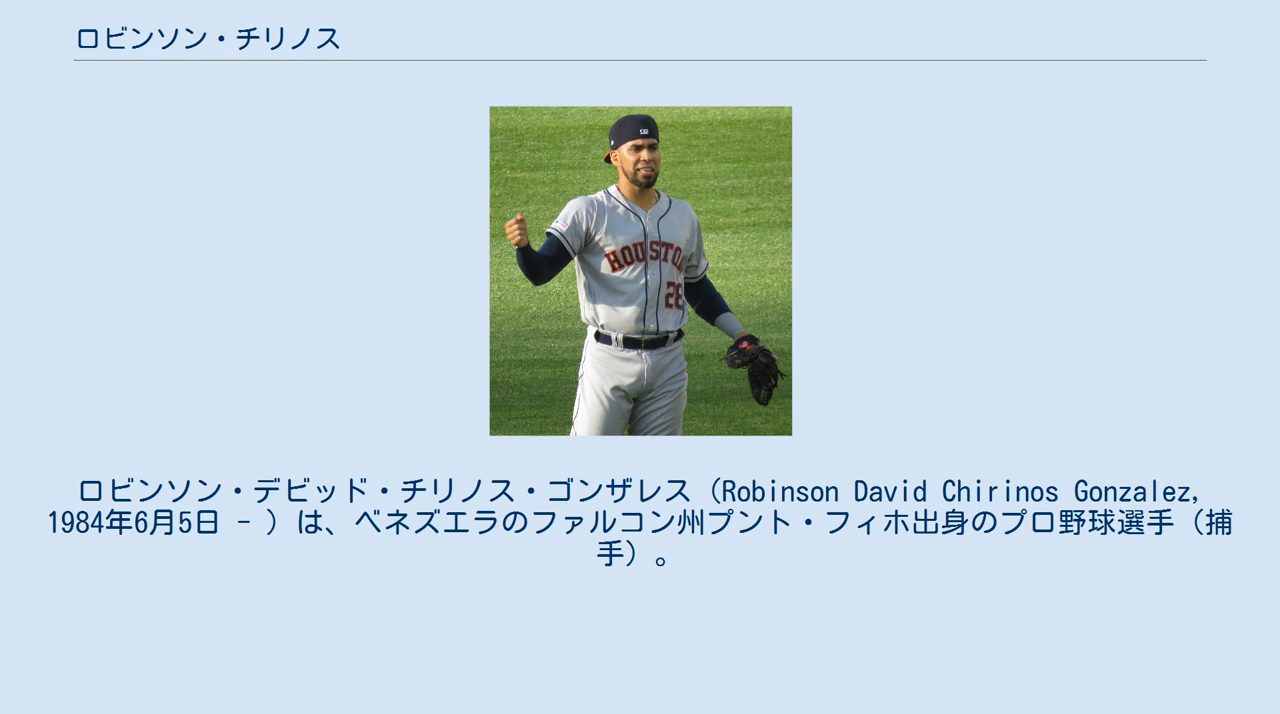 ロビンソン・チリノス
HOUSTON
26
ロビンソン・デビッド・チリノス・ゴンザレス（Robinson David Chirinos Gonzalez,
1984年6月5日 - ）は、ベネズエラのファルコン州プント・フィホ出身のプロ野球選手（捕
手）。